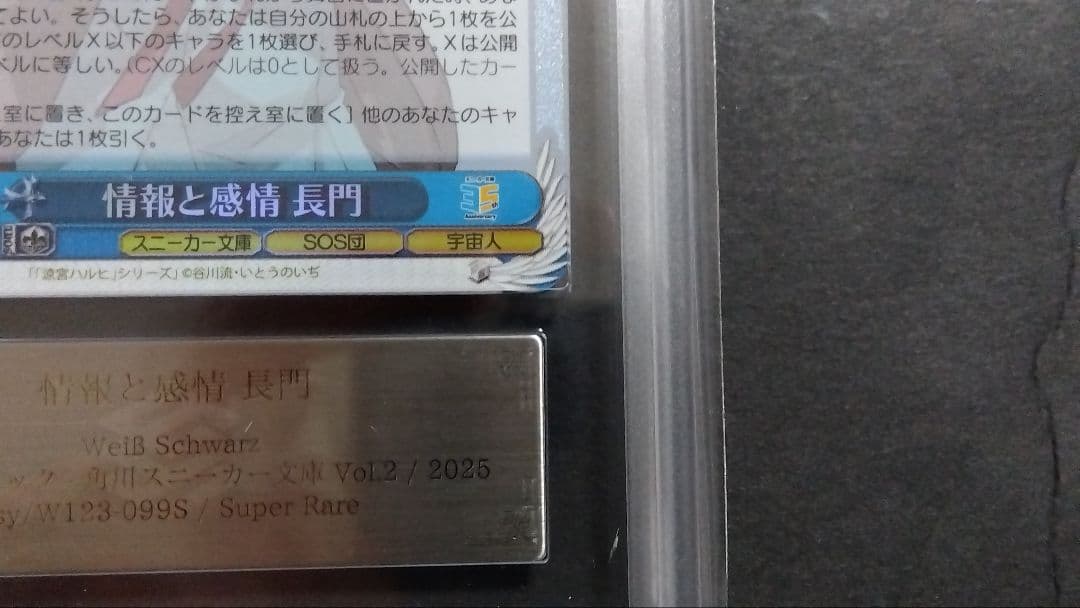 てよい。そうしたら、あなたは自分の山札の上から1枚を公
のレベルX以下のキャラを1枚選び、手札に戻す。Xは公開
ベルに等しい。(CXのレベルは0として扱う。公開したカー
室に置き、このカードを控え室に置く] 他のあなたのキャ
あなたは1枚引く。
情報と感情 長門
Anniversary
スニーカー文庫 SOS団 宇宙人
「「涼宮ハルヒ」シリーズ」 ©谷川流・いとうのいぢ
情報と感情 長門
Weiß Schwarz
ック 角川スニーカー文庫 Vol.2 / 2025
sy/W123-099S / Super Rare